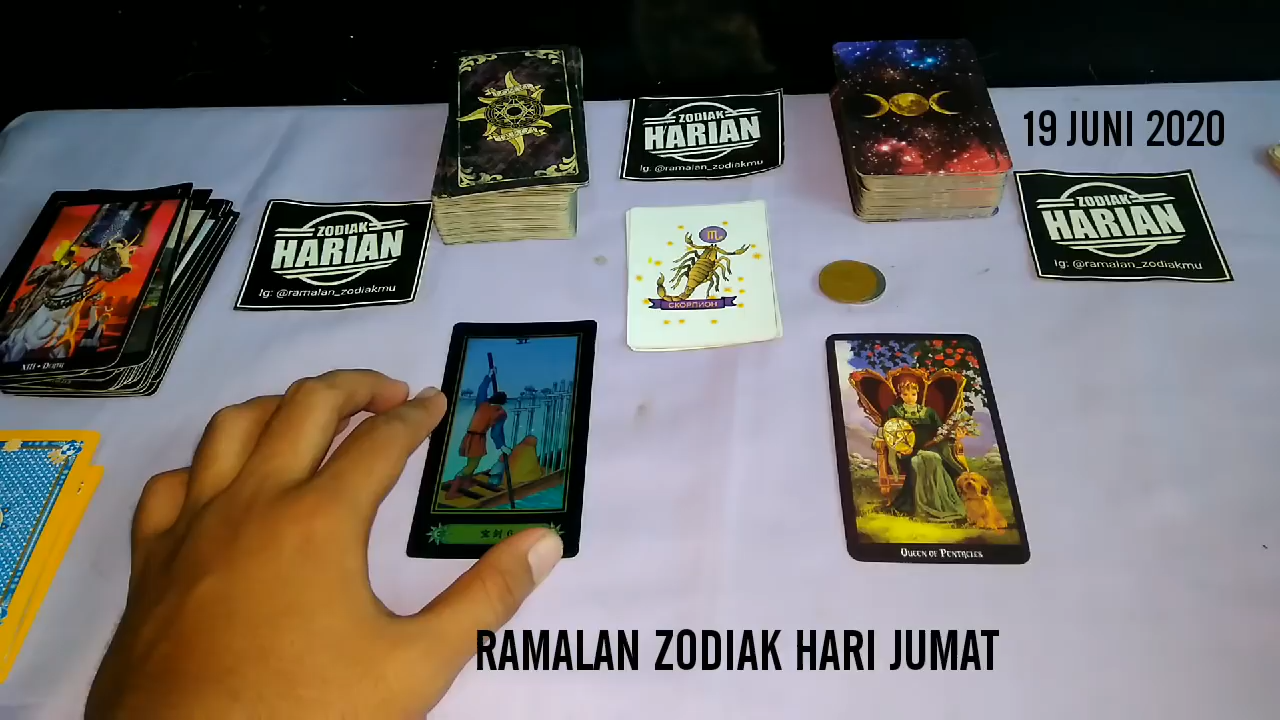 ZODIAK
HARIAN
Ig: @ramalan_zodiakmu
19 JUNI 2020
ZODIAK
HARIAN
Ig: @ramalan_zodiakmu
ZODIAK
HARIAN
Ig: @ramalan_zodiakmu
♏
СКОРПИОН
QUEEN OF PENTACLES
RAMALAN ZODIAK HARI JUMAT